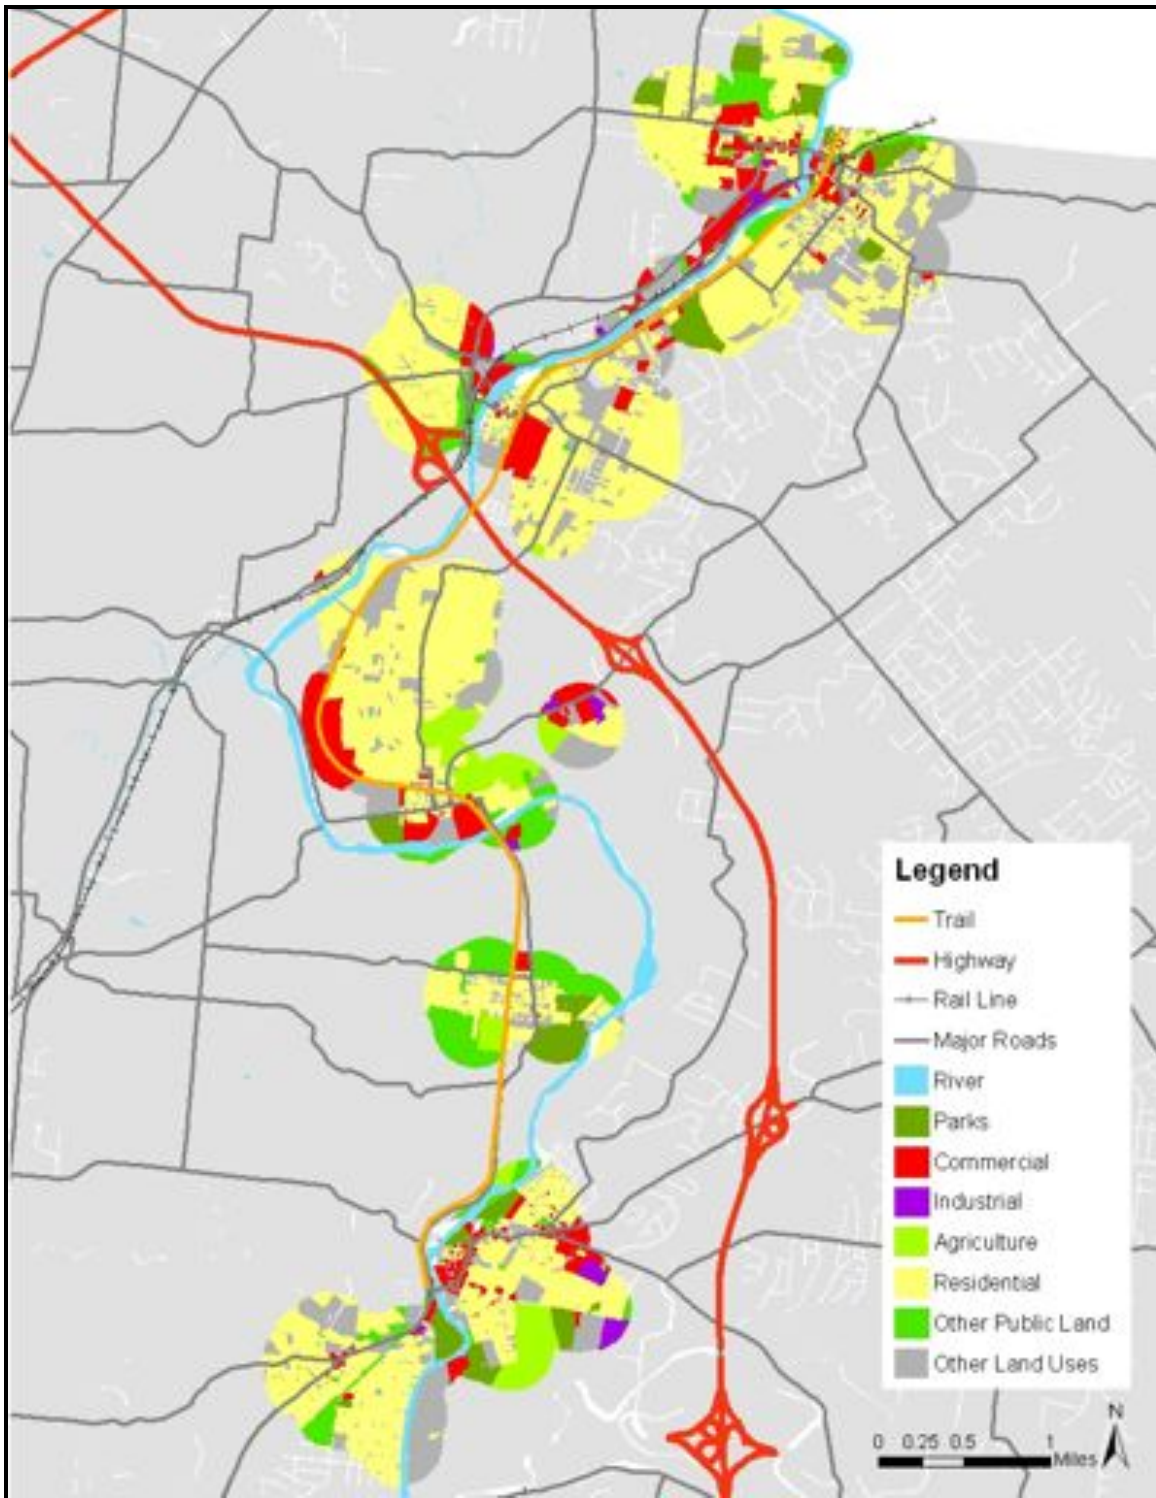 Legend
Trail
Highway
Rail Line
Major Roads
River
Parks
Commercial
Industrial
Agriculture
Residential
Other Public Land
Other Land Uses
N
0 0.25 0.5 1
Miles